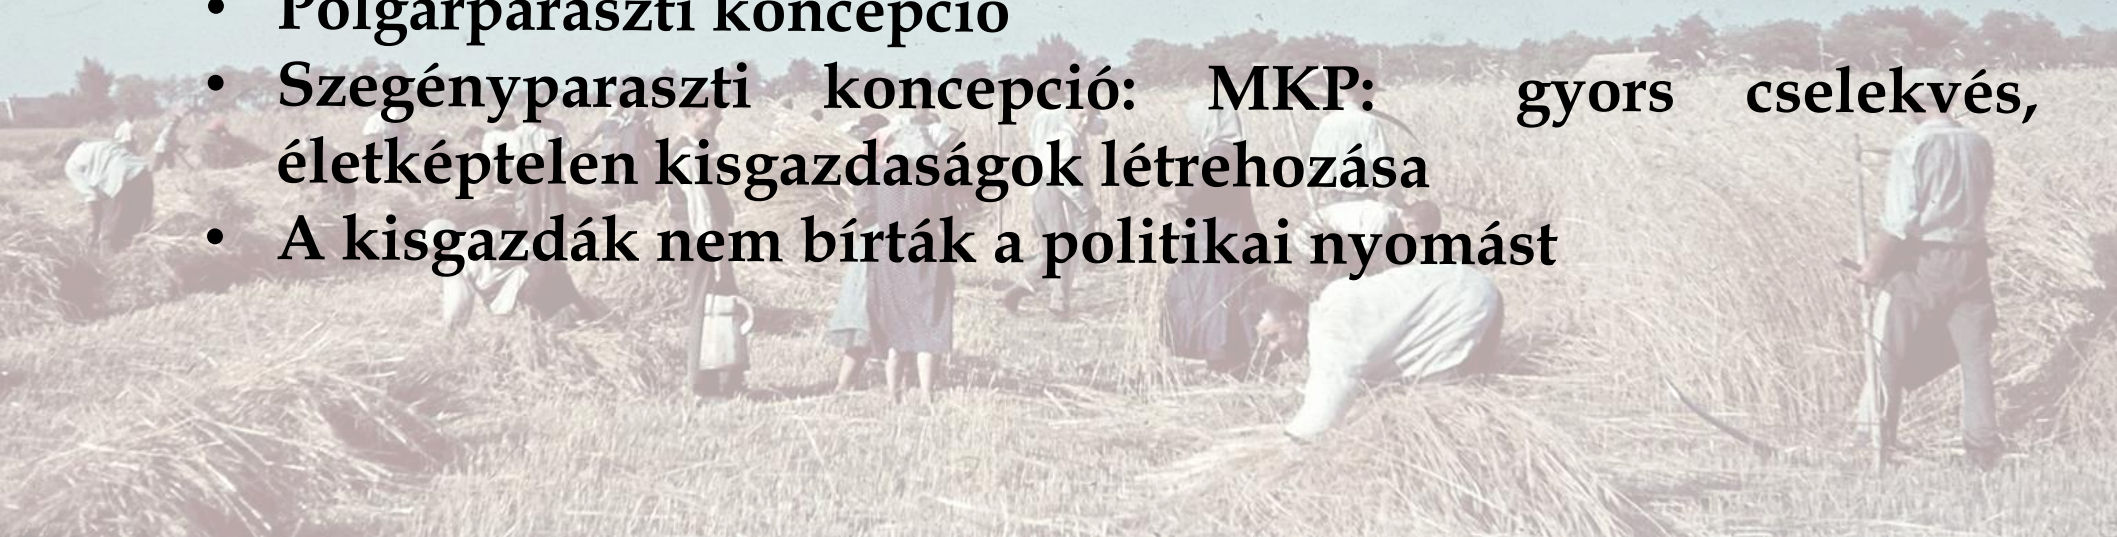 • Polgárparaszti koncepció
• Szegényparaszti koncepció: MKP: gyors cselekvés,
életképtelen kisgazdaságok létrehozása
• A kisgazdák nem bírták a politikai nyomást